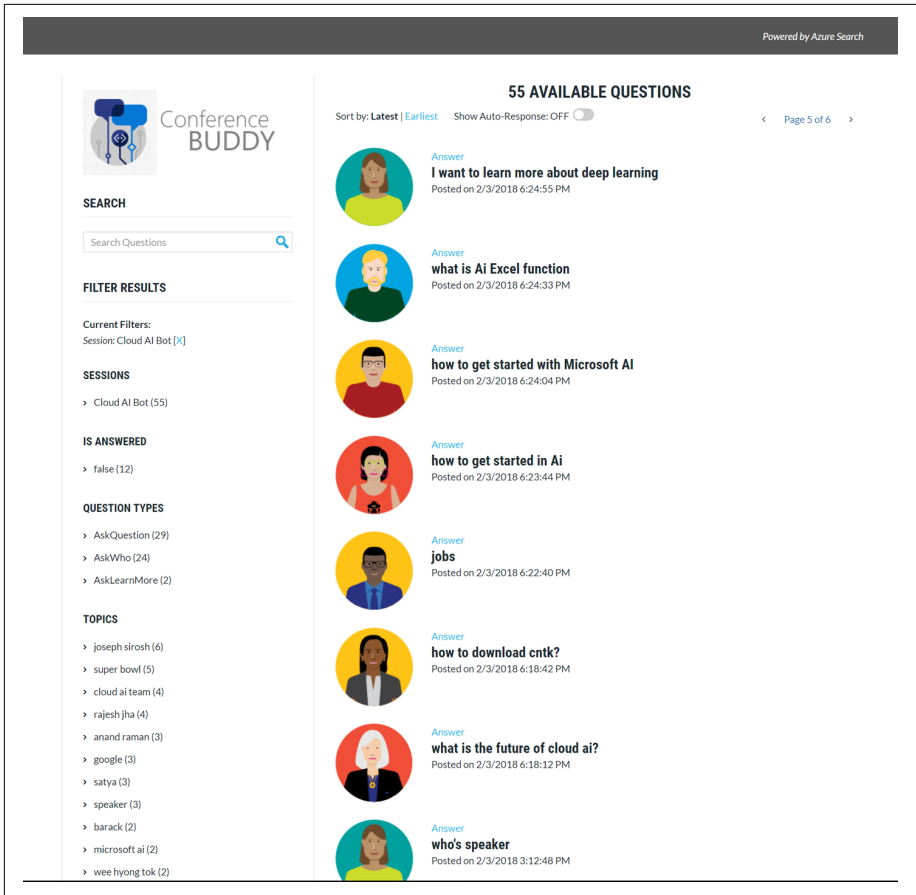 Powered by Azure Search
Conference
BUDDY
SEARCH
Search Questions
FILTER RESULTS
Current Filters:
Session: Cloud AI Bot [X]
SESSIONS
› Cloud AI Bot (55)
IS ANSWERED
› false (12)
QUESTION TYPES
› AskQuestion (29)
› AskWho (24)
› AskLearnMore (2)
TOPICS
› joseph sirosh (6)
› super bowl (5)
› cloud ai team (4)
› rajesh jha (4)
› anand raman (3)
› google (3)
› satya (3)
› speaker (3)
› barack (2)
› microsoft ai (2)
› wee hyong tok (2)
55 AVAILABLE QUESTIONS
Sort by: Latest | Earliest Show Auto-Response: OFF ‹ Page 5 of 6 ›
Answer
I want to learn more about deep learning
Posted on 2/3/2018 6:24:55 PM
Answer
what is Ai Excel function
Posted on 2/3/2018 6:24:33 PM
Answer
how to get started with Microsoft AI
Posted on 2/3/2018 6:24:04 PM
Answer
how to get started in Ai
Posted on 2/3/2018 6:23:44 PM
Answer
jobs
Posted on 2/3/2018 6:22:40 PM
Answer
how to download cntk?
Posted on 2/3/2018 6:18:42 PM
Answer
what is the future of cloud ai?
Posted on 2/3/2018 6:18:12 PM
Answer
who's speaker
Posted on 2/3/2018 3:12:48 PM